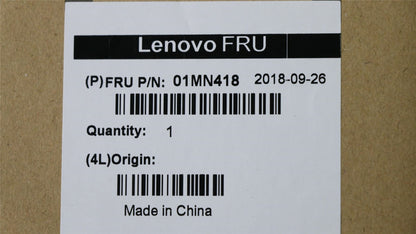 Lenovo FRU
(P)FRU P/N: 01MN418 2018-09-26
Quantity: 1
(4L)Origin:
Made in China